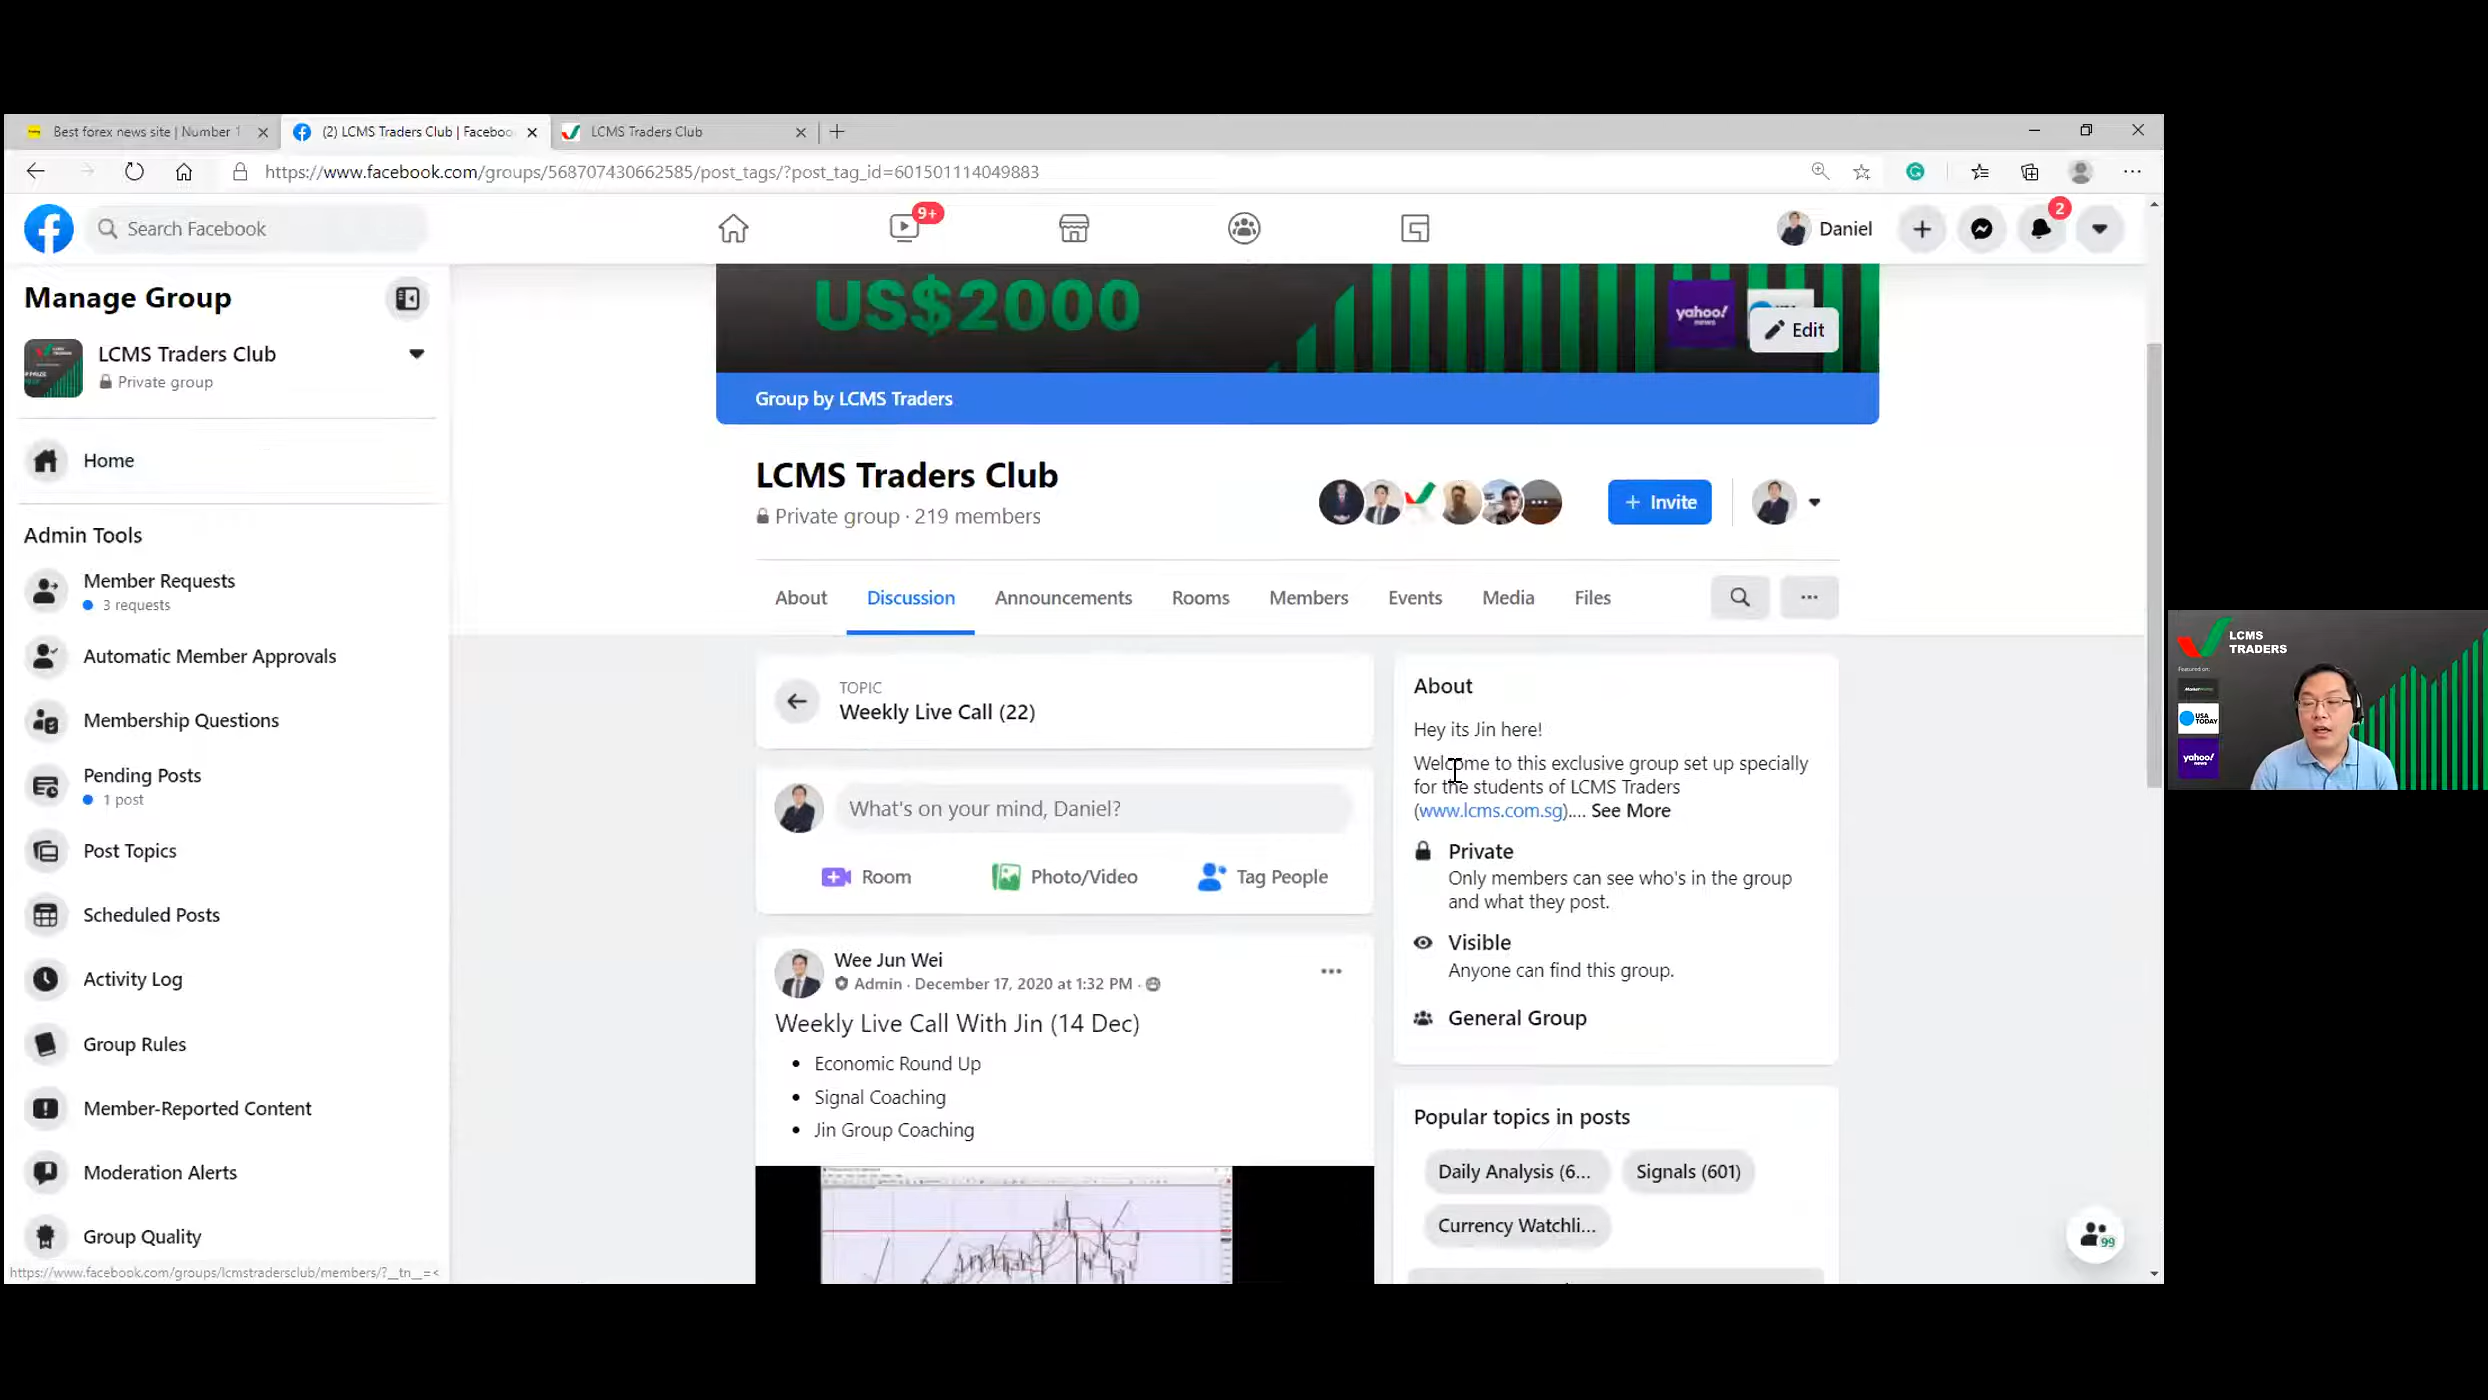 Best forex news site | Number 1
(2) LCMS Traders Club | Faceboo
LCMS Traders Club
https://www.facebook.com/groups/568707430662585/post_tags/?post_tag_id=601501114049883
Search Facebook
9+
Daniel
2
Manage Group
LCMS Traders Club
Private group
Home
Admin Tools
Member Requests
3 requests
Automatic Member Approvals
Membership Questions
Pending Posts
1 post
Post Topics
Scheduled Posts
Activity Log
Group Rules
Member-Reported Content
Moderation Alerts
Group Quality
https://www.facebook.com/groups/lcmstradersclub/members/?__tn__=<
US$2000
yahoo!
news
Edit
Group by LCMS Traders
LCMS Traders Club
Private group · 219 members
+ Invite
About
Discussion
Announcements
Rooms
Members
Events
Media
Files
TOPIC
Weekly Live Call (22)
What's on your mind, Daniel?
Room
Photo/Video
Tag People
Wee Jun Wei
Admin · December 17, 2020 at 1:32 PM ·
Weekly Live Call With Jin (14 Dec)
• Economic Round Up
• Signal Coaching
• Jin Group Coaching
About
Hey its Jin here!
Welcome to this exclusive group set up specially
for the students of LCMS Traders
(www.lcms.com.sg).... See More
Private
Only members can see who's in the group
and what they post.
Visible
Anyone can find this group.
General Group
Popular topics in posts
Daily Analysis (6...
Signals (601)
Currency Watchli...
99
LCMS
TRADERS
Featured on:
USA
TODAY
yahoo!
news